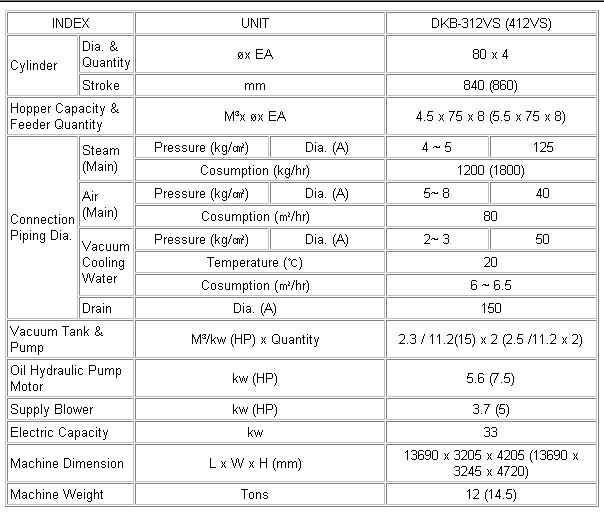 INDEX UNIT DKB-312VS (412VS)
Cylinder Dia. & Quantity øx EA 80 x 4
Stroke mm 840 (860)
Hopper Capacity & Feeder Quantity M³x øx EA 4.5 x 75 x 8 (5.5 x 75 x 8)
Connection Piping Dia. Steam (Main) Pressure (kg/㎠) Dia. (A) 4 ~ 5 125
Cosumption (kg/hr) 1200 (1800)
Air (Main) Pressure (kg/㎠) Dia. (A) 5~ 8 40
Cosumption (㎥/hr) 80
Vacuum Cooling Water Pressure (kg/㎠) Dia. (A) 2~ 3 50
Temperature (℃) 20
Cosumption (㎥/hr) 6 ~ 6.5
Drain Dia. (A) 150
Vacuum Tank & Pump M³/kw (HP) x Quantity 2.3 / 11.2(15) x 2 (2.5 /11.2 x 2)
Oil Hydraulic Pump Motor kw (HP) 5.6 (7.5)
Supply Blower kw (HP) 3.7 (5)
Electric Capacity kw 33
Machine Dimension L x W x H (mm) 13690 x 3205 x 4205 (13690 x 3245 x 4720)
Machine Weight Tons 12 (14.5)